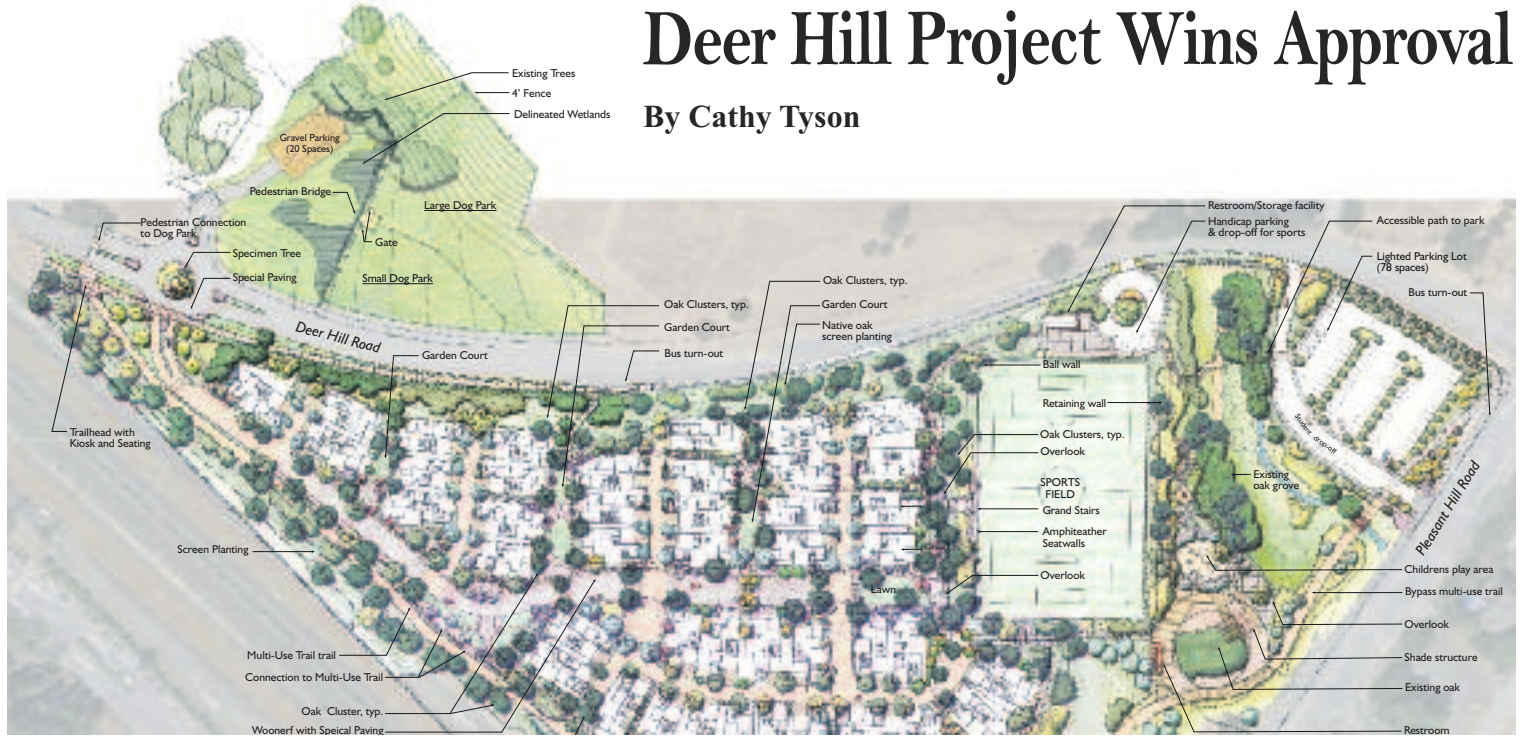 Deer Hill Project Wins Approval
By Cathy Tyson
Existing Trees
4' Fence
Delineated Wetlands
Gravel Parking
(20 Spaces)
Pedestrian Bridge
Large Dog Park
Pedestrian Connection
to Dog Park
Gate
Specimen Tree
Special Paving
Small Dog Park
Deer Hill Road
Garden Court
Oak Clusters, typ.
Garden Court
Bus turn-out
Oak Clusters, typ.
Garden Court
Native oak
screen planting
Restroom/Storage facility
Handicap parking
& drop-off for sports
Accessible path to park
Lighted Parking Lot
(78 spaces)
Bus turn-out
Ball wall
Retaining wall
Oak Clusters, typ.
Overlook
SPORTS
FIELD
Grand Stairs
Amphiteather
Seatwalls
Overlook
Lawn
Student drop-off
Existing
oak grove
Pleasant Hill Road
Trailhead with
Kiosk and Seating
Screen Planting
Multi-Use Trail trail
Connection to Multi-Use Trail
Oak Cluster, typ.
Woonerf with Speical Paving
Childrens play area
Bypass multi-use trail
Overlook
Shade structure
Existing oak
Restroom